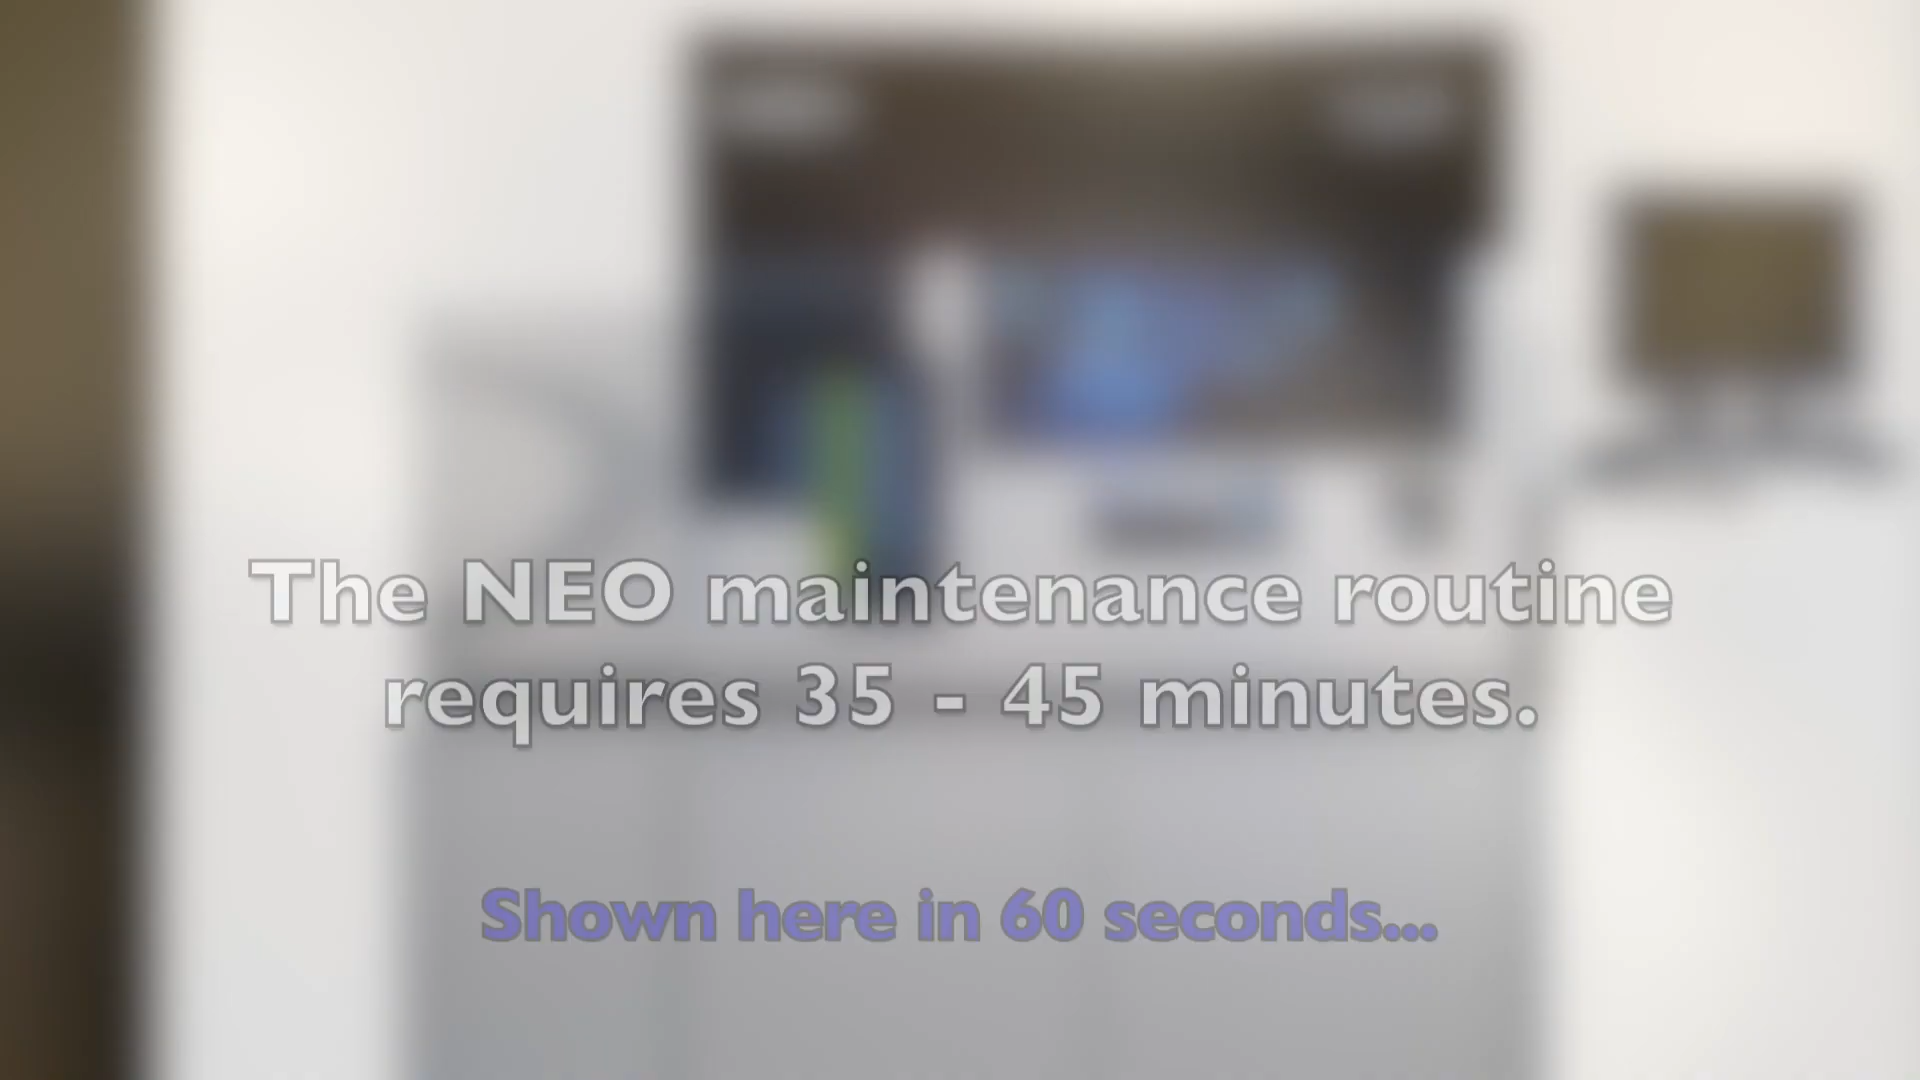 The NEO maintenance routine
requires 35 - 45 minutes.
Shown here in 60 seconds...